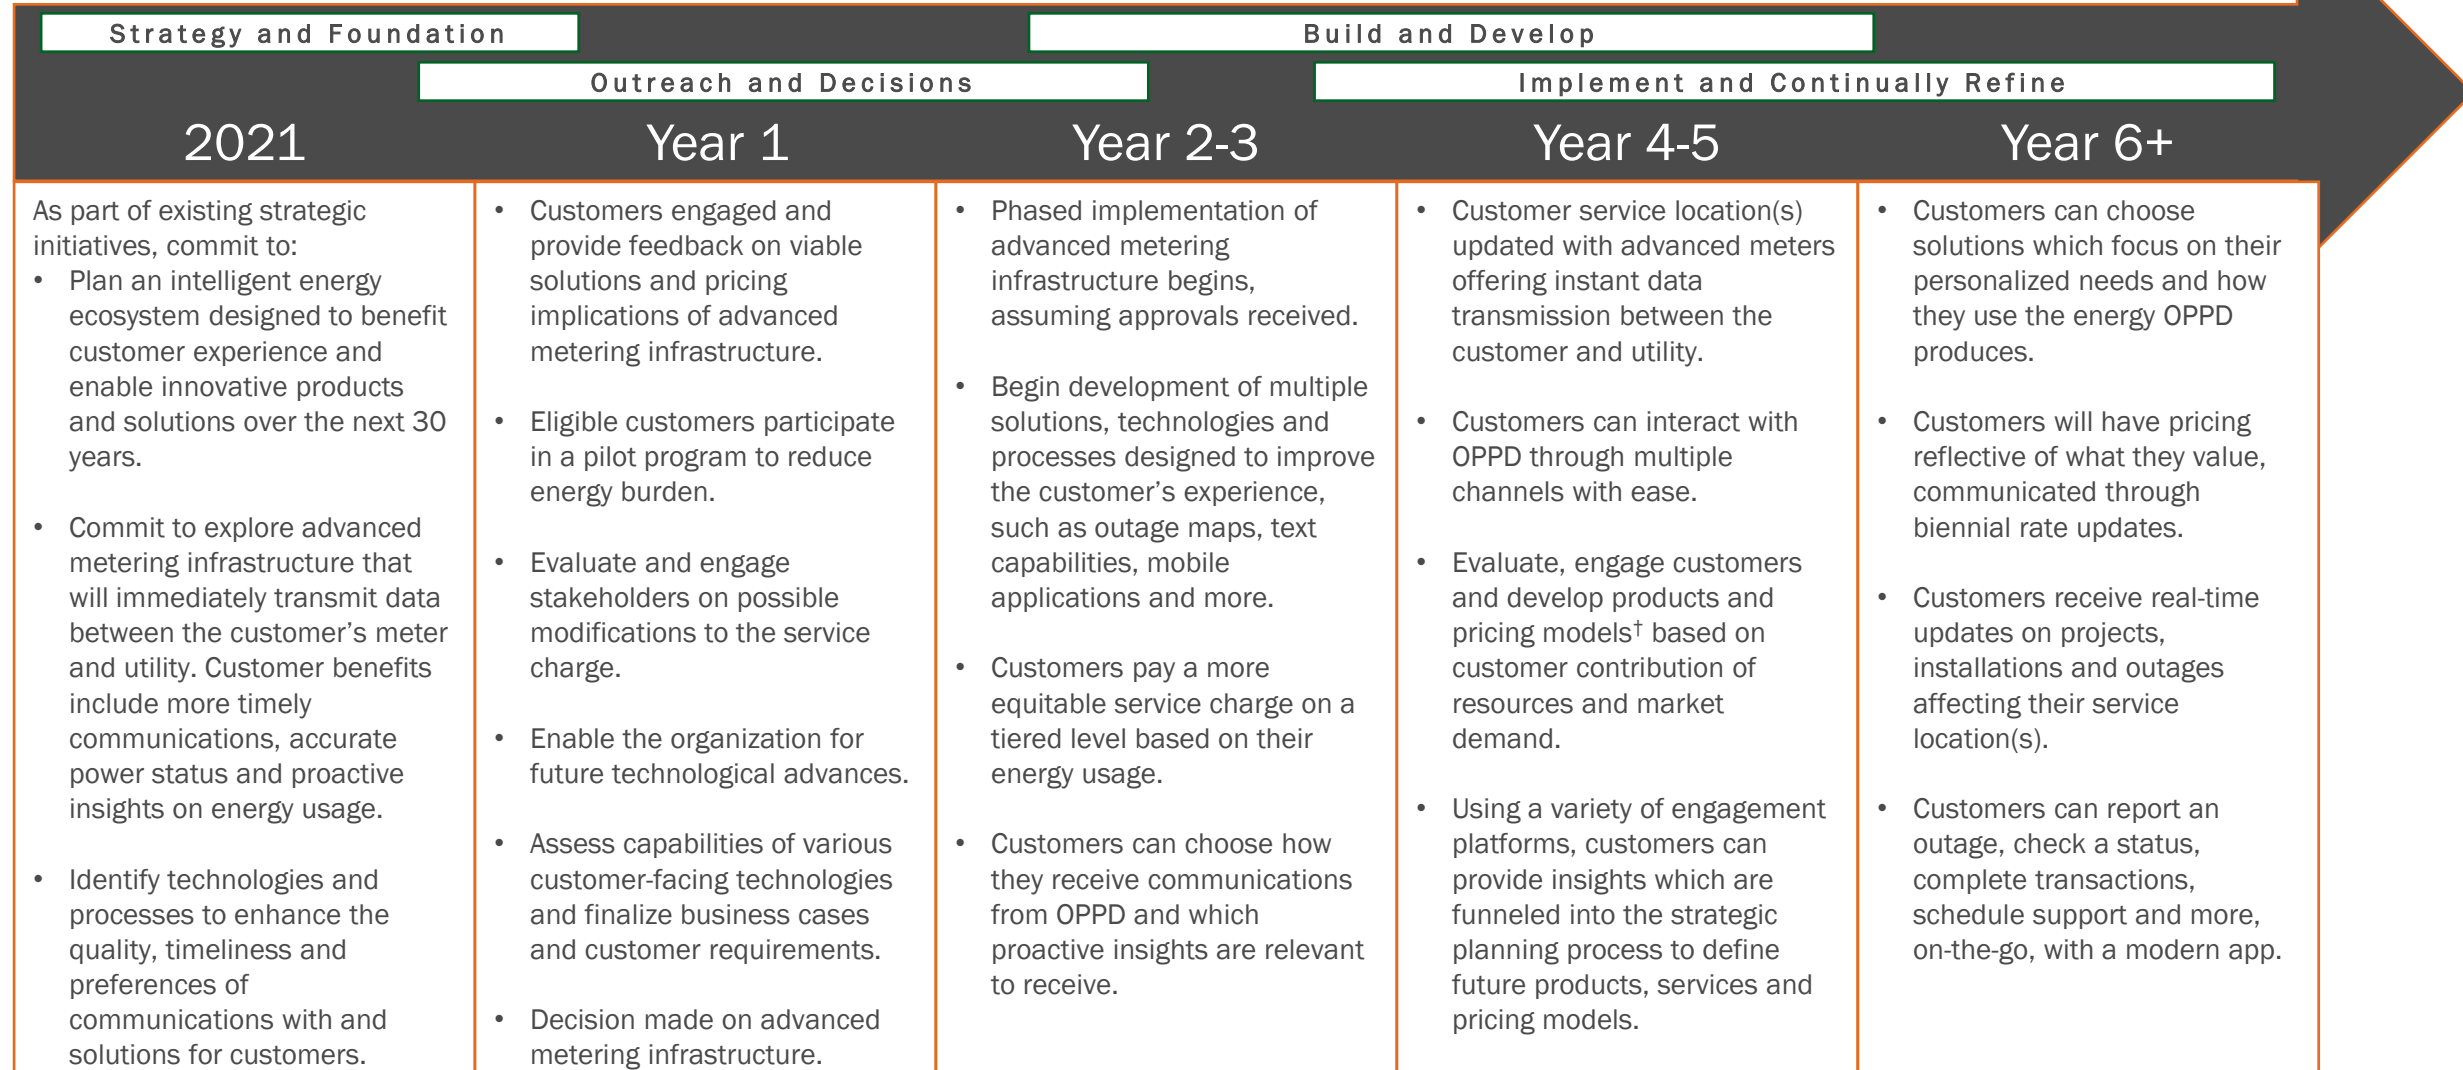 Strategy and Foundation
Build and Develop
Outreach and Decisions
Implement and Continually Refine
2021
Year 1
Year 2-3
Year 4-5
Year 6+
As part of existing strategic
initiatives, commit to:
• Plan an intelligent energy
ecosystem designed to benefit
customer experience and
enable innovative products
and solutions over the next 30
years.
• Commit to explore advanced
metering infrastructure that
will immediately transmit data
between the customer's meter
and utility. Customer benefits
include more timely
communications, accurate
power status and proactive
insights on energy usage.
• Identify technologies and
processes to enhance the
quality, timeliness and
preferences of
communications with and
solutions for customers.
• Customers engaged and
provide feedback on viable
solutions and pricing
implications of advanced
metering infrastructure.
• Eligible customers participate
in a pilot program to reduce
energy burden.
• Evaluate and engage
stakeholders on possible
modifications to the service
charge.
• Enable the organization for
future technological advances.
• Assess capabilities of various
customer-facing technologies
and finalize business cases
and customer requirements.
• Decision made on advanced
metering infrastructure.
• Phased implementation of
advanced metering
infrastructure begins,
assuming approvals received.
• Begin development of multiple
solutions, technologies and
processes designed to improve
the customer's experience,
such as outage maps, text
capabilities, mobile
applications and more.
• Customers pay a more
equitable service charge on a
tiered level based on their
energy usage.
• Customers can choose how
they receive communications
from OPPD and which
proactive insights are relevant
to receive.
• Customer service location(s)
updated with advanced meters
offering instant data
transmission between the
customer and utility.
• Customers can interact with
OPPD through multiple
channels with ease.
• Evaluate, engage customers
and develop products and
pricing models† based on
customer contribution of
resources and market
demand.
• Using a variety of engagement
platforms, customers can
provide insights which are
funneled into the strategic
planning process to define
future products, services and
pricing models.
• Customers can choose
solutions which focus on their
personalized needs and how
they use the energy OPPD
produces.
• Customers will have pricing
reflective of what they value,
communicated through
biennial rate updates.
• Customers receive real-time
updates on projects,
installations and outages
affecting their service
location(s).
• Customers can report an
outage, check a status,
complete transactions,
schedule support and more,
on-the-go, with a modern app.